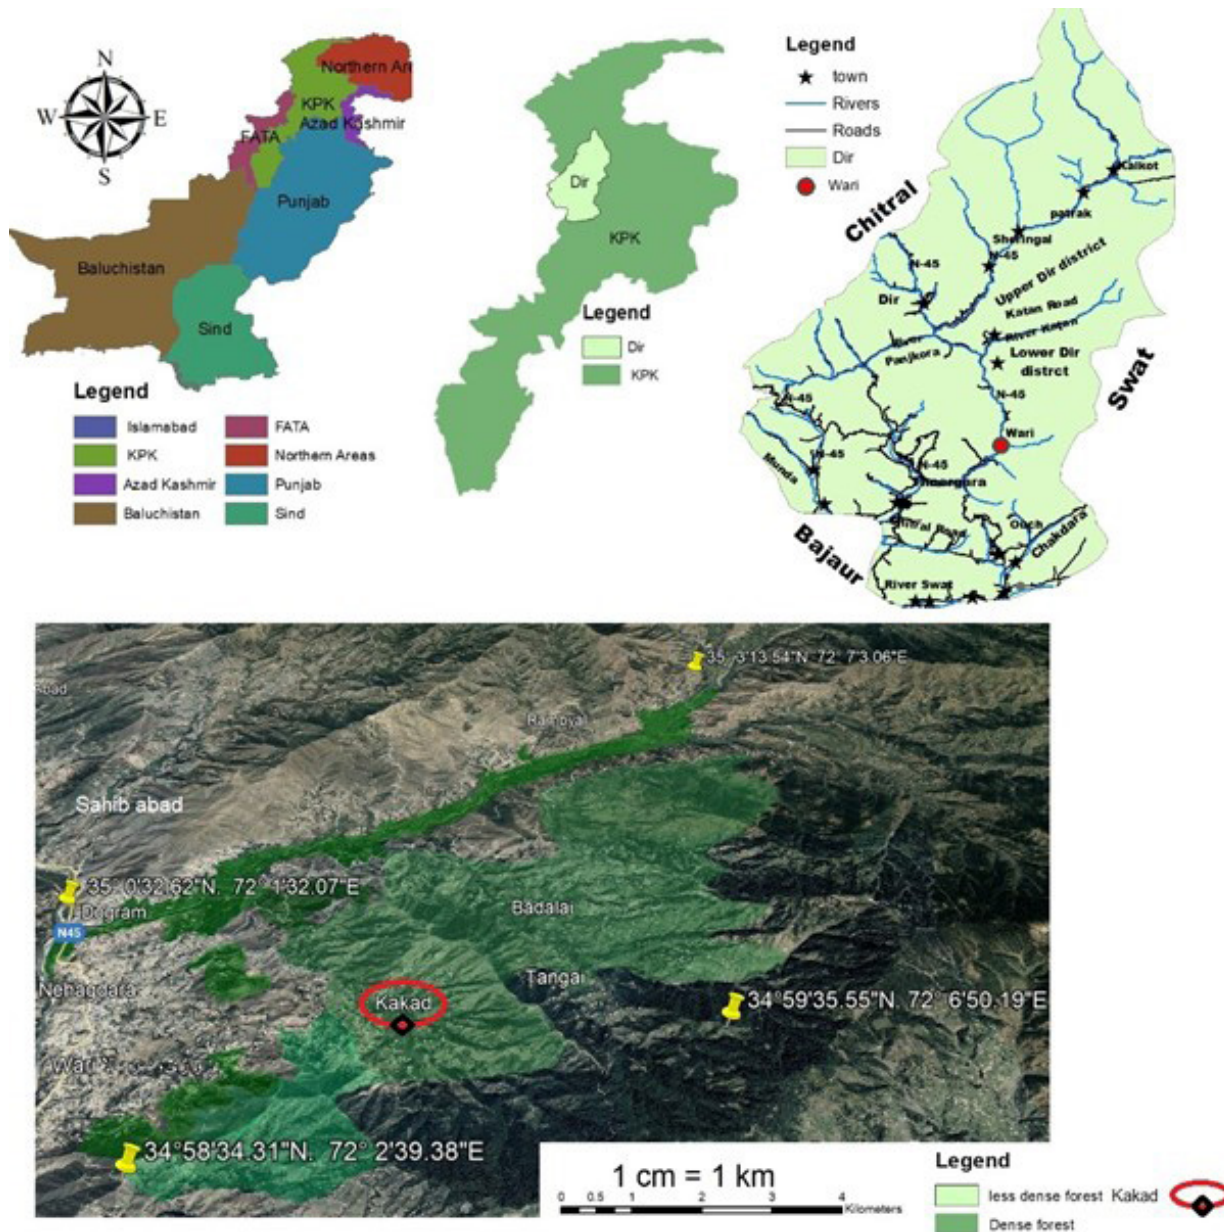 N
W E
S
Northern Are
KPK
Azad Kashmir
FATA
Punjab
Baluchistan
Sind
Legend
Islamabad
FATA
KPK
Northern Areas
Azad Kashmir
Punjab
Baluchistan
Sind
Dir
KPK
Legend
Dir
KPK
Legend
town
Rivers
Roads
Dir
Wari
Chitral
Kalkot
patrak
Sheringal
N-45
N-45
Upper Dir district
Dir
Katan Road
River Katan
River
Panjkora
Lower Dir
distrct
Swat
N-45
N-45
Wari
N-45
N-45
Munda
Ouch
Chakdara
Bajaur
River Swat
35° 3'13.54"N 72° 7'3.06"E
Sahib abad
35° 0'32.62"N. 72° 1'32.07"E
N45
Badalai
Tangai
Kakad
34°59'35.55"N. 72° 6'50.19"E
34°58'34.31"N. 72° 2'39.38"E
1 cm = 1 km
0 0.5 1 2 3 4
Kilometers
Legend
less dense forest Kakad
Dense forest